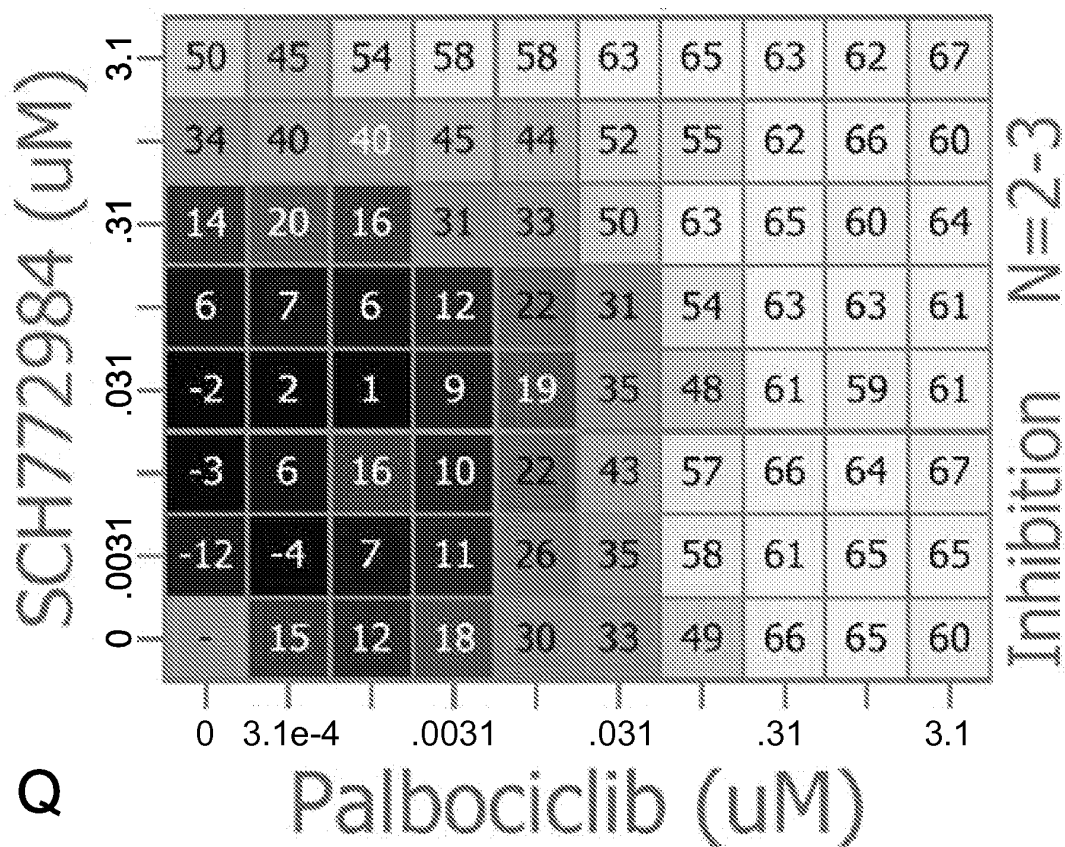 SCH772984 (uM)
3.1 50 45 54 58 58 63 65 63 62 67
34 40 40 45 44 52 55 62 66 60
.31 14 20 16 31 33 50 63 65 60 64
6 7 6 12 22 31 54 63 63 61
.031 -2 2 1 9 19 35 48 61 59 61
-3 6 16 10 22 43 57 66 64 67
.0031 -12 -4 7 11 26 35 58 61 65 65
0 - 15 12 18 30 33 49 66 65 60
0 3.1e-4 .0031 .031 .31 3.1
Palbociclib (uM)
Inhibition N=2-3
Q